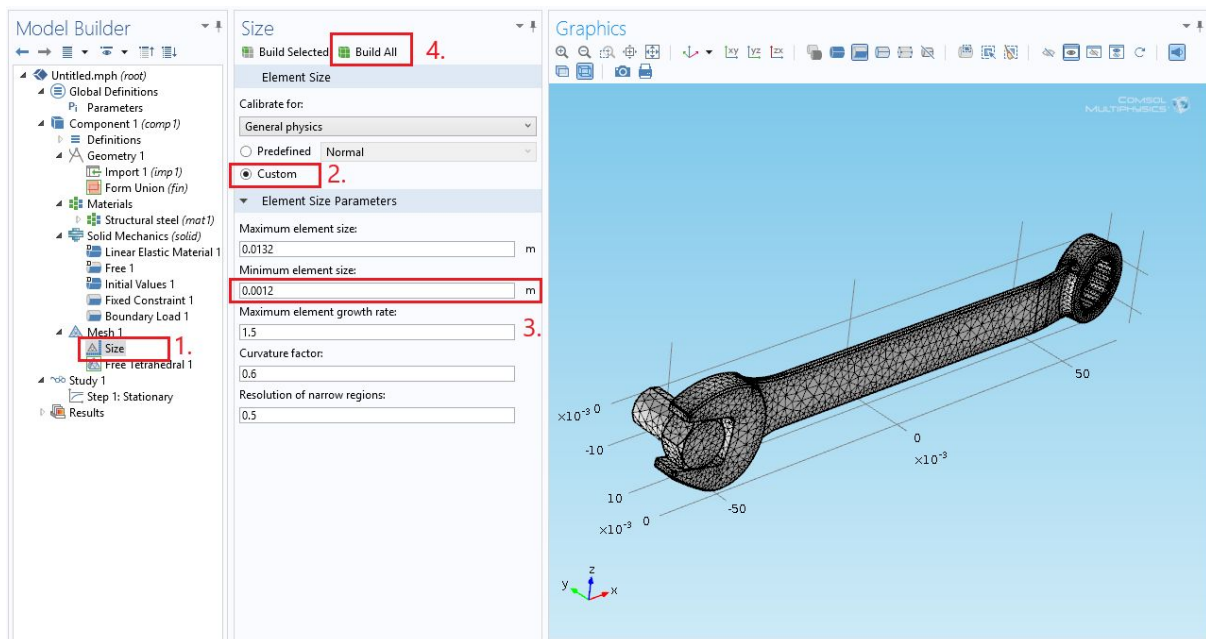 Model Builder
Untitled.mph (root)
Global Definitions
Pi Parameters
Component 1 (comp1)
Definitions
Geometry 1
Import 1 (imp1)
Form Union (fin)
Materials
Structural steel (mat1)
Solid Mechanics (solid)
Linear Elastic Material 1
Free 1
Initial Values 1
Fixed Constraint 1
Boundary Load 1
Mesh 1
Size
1.
Free Tetrahedral 1
Study 1
Step 1: Stationary
Results
Size
Build Selected
Build All
4.
Element Size
Calibrate for:
General physics
Predefined
Normal
Custom
2.
Element Size Parameters
Maximum element size:
0.0132 m
Minimum element size:
0.0012 m
3.
Maximum element growth rate:
1.5
Curvature factor:
0.6
Resolution of narrow regions:
0.5
Graphics
xy yz zx
COMSOL
MULTIPHYSICS
50
×10⁻³ 0
-10
0
×10⁻³
10
-50
×10⁻³ 0
z
y
x